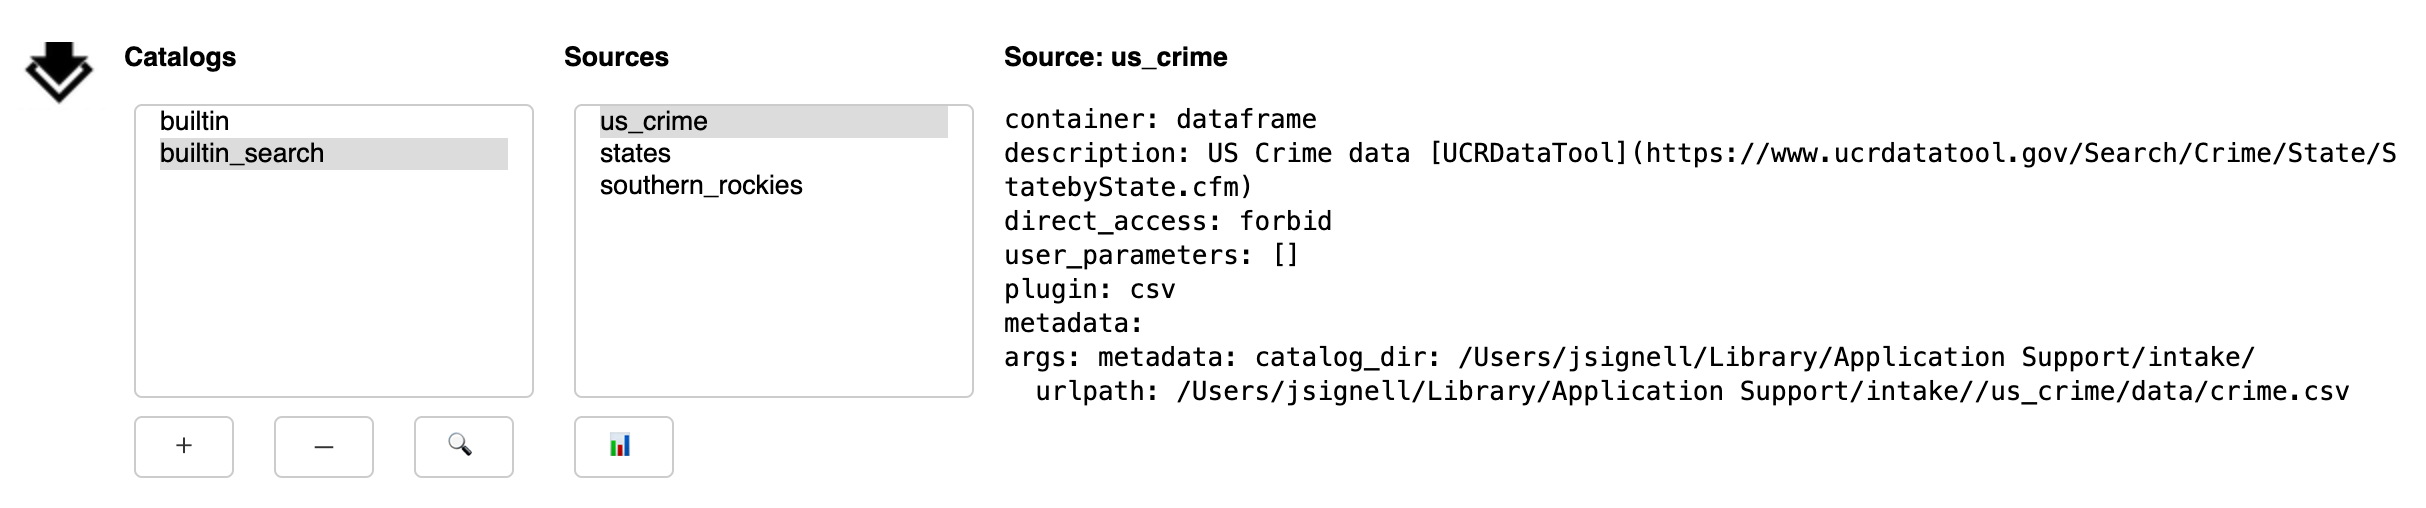 Catalogs
builtin
builtin_search
+
–
Sources
us_crime
states
southern_rockies
Source: us_crime
container: dataframe
description: US Crime data [UCRDataTool](https://www.ucrdatatool.gov/Search/Crime/State/S
tatebyState.cfm)
direct_access: forbid
user_parameters: []
plugin: csv
metadata:
args: metadata: catalog_dir: /Users/jsignell/Library/Application Support/intake/
  urlpath: /Users/jsignell/Library/Application Support/intake//us_crime/data/crime.csv